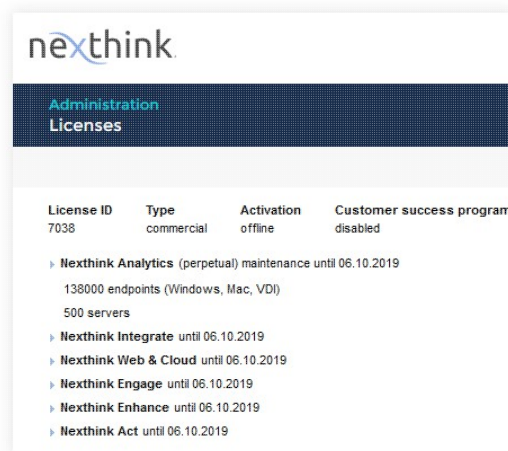 nexthink
Administration
Licenses
License ID Type Activation Customer success program
7038 commercial offline disabled
Nexthink Analytics (perpetual) maintenance until 06.10.2019
138000 endpoints (Windows, Mac, VDI)
500 servers
Nexthink Integrate until 06.10.2019
Nexthink Web & Cloud until 06.10.2019
Nexthink Engage until 06.10.2019
Nexthink Enhance until 06.10.2019
Nexthink Act until 06.10.2019